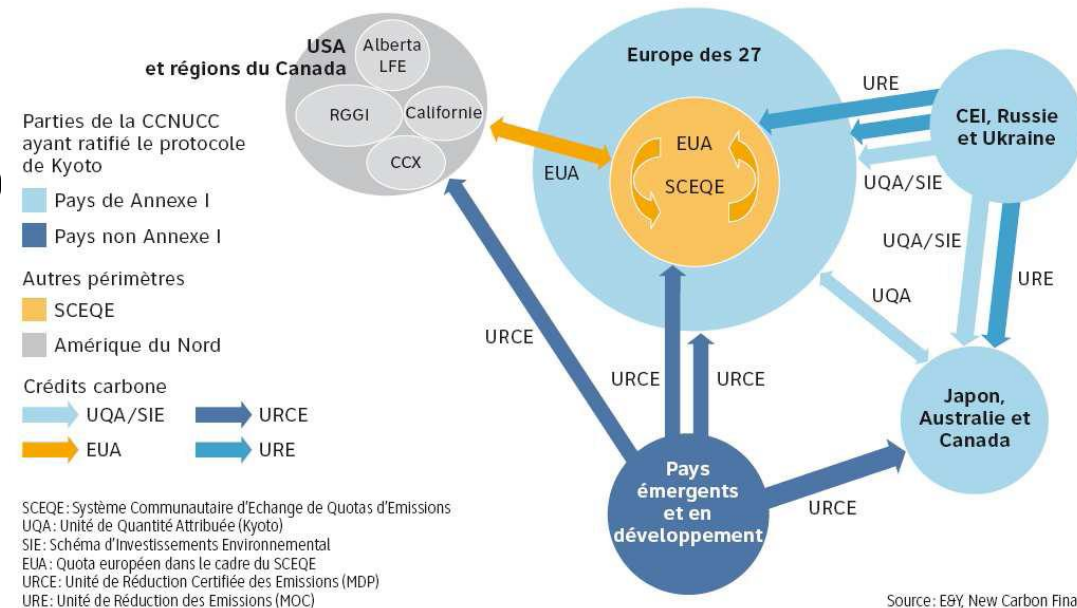 USA
et régions du Canada
Alberta
LFE
RGGI
Californie
CCX
Parties de la CCNUCC
ayant ratifié le protocole
de Kyoto
Pays de Annexe I
Pays non Annexe I
Autres périmètres
SCEQE
Amérique du Nord
Crédits carbone
UQA/SIE
URCE
EUA
URE
Europe des 27
EUA
SCEQE
EUA
URE
CEI, Russie
et Ukraine
UQA/SIE
UQA/SIE
URE
UQA
URCE
URCE
URCE
Japon,
Australie et
Canada
Pays
émergents
et en
développement
URCE
SCEQE: Système Communautaire d'Echange de Quotas d'Emissions
UQA: Unité de Quantité Attribuée (Kyoto)
SIE: Schéma d'Investissements Environnemental
EUA: Quota européen dans le cadre du SCEQE
URCE: Unité de Réduction Certifiée des Emissions (MDP)
URE: Unité de Réduction des Emissions (MOC)
Source: E&Y, New Carbon Fina